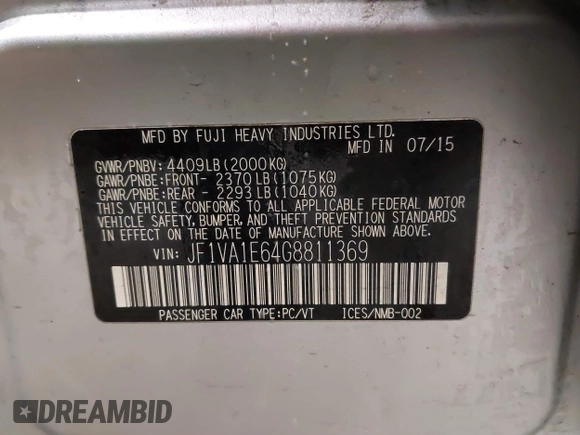 MFD BY FUJI HEAVY INDUSTRIES LTD.
MFD IN 07/15
GVWR/PNBV: 4409LB(2000KG)
GAWR/PNBE:FRONT- 2370LB(1075KG)
GAWR/PNBE:REAR - 2293LB(1040KG)
THIS VEHICLE CONFORMS TO ALL APPLICABLE FEDERAL MOTOR
VEHICLE SAFETY, BUMPER, AND THEFT PREVENTION STANDARDS
IN EFFECT ON THE DATE OF MANUFACTURE SHOWN ABOVE.
VIN: JF1VA1E64G8811369
PASSENGER CAR TYPE:PC/VT ICES/NMB-002
DREAMBID